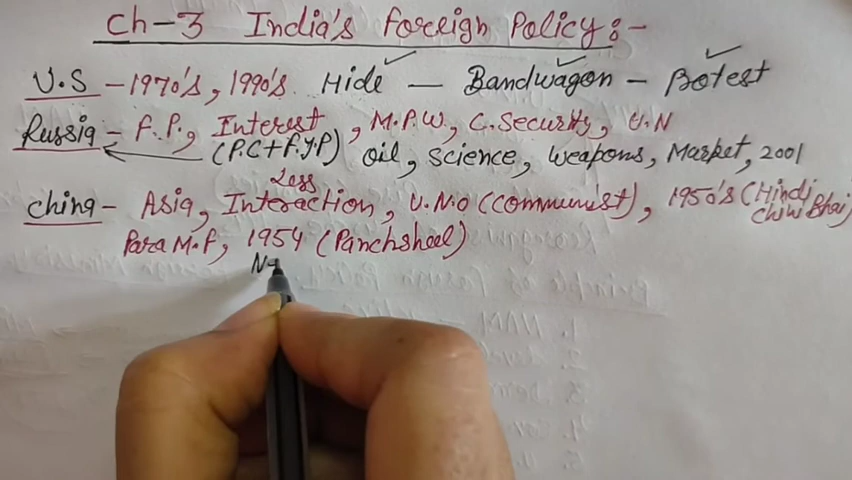 Ch-3 India's Foreign Policy:-
U.S - 1970's, 1990's. Hide — Bandwagon - Botest
Russia - F.P., Interest, M.P.W., C.Security, U.N
(P.C+F.Y.P) oil, science, weapons, Market, 2001
Less
China - Asia, Interaction, U.N.O (communist), 1950's (Hindi
Chini Bhai)
Para M.F, 1954 (Panchsheel)